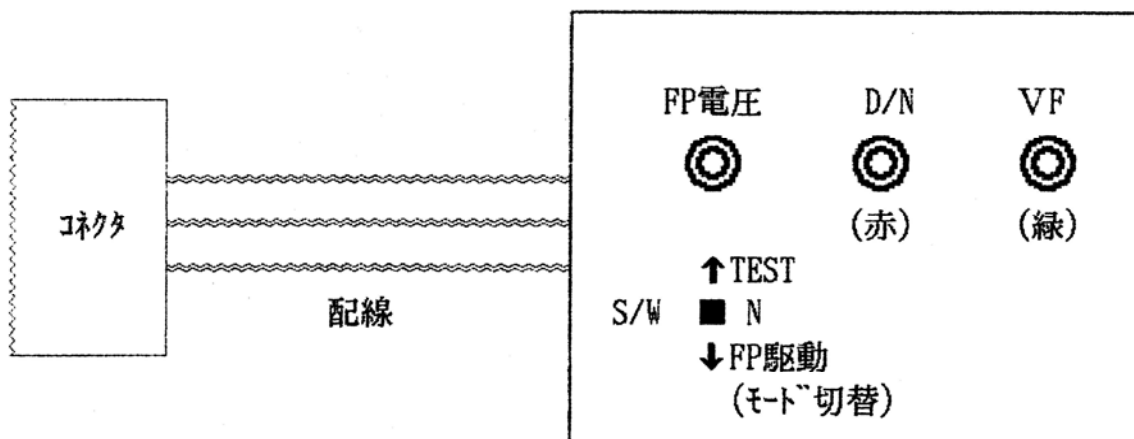 FP電圧 D/N VF
コネクタ
(赤) (緑)
↑TEST
配線
S/W ■ N
↓FP駆動
(モード切替)